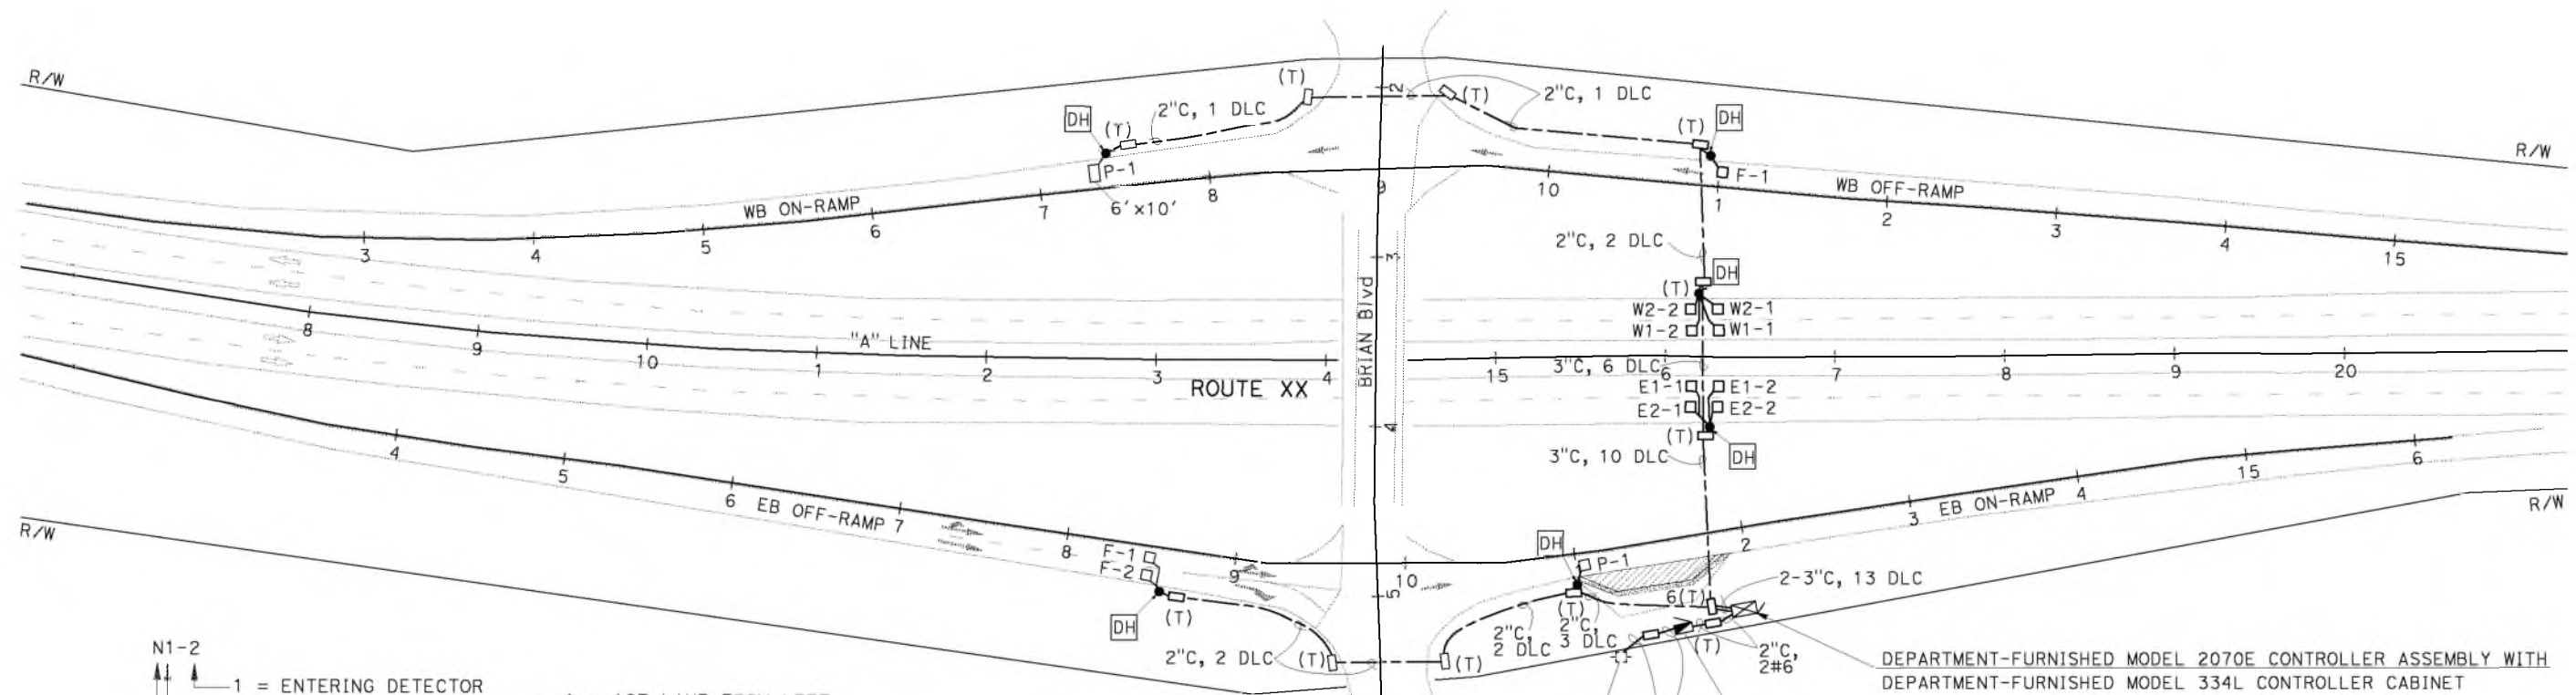 R/W
(T)
2
(T)
DH
(T)
2"C, 1 DLC
2"C, 1 DLC
(T)
DH
R/W
P-1
F-1
6'×10'
WB ON-RAMP
WB OFF-RAMP
3
4
5
6
7
8
9
10
1
2
3
4
15
3
2"C, 2 DLC
DH
(T)
W2-2
W2-1
W1-2
W1-1
"A" LINE
BRIAN Blvd
8
9
10
1
2
3
4
15
6
7
8
9
20
3"C, 6 DLC
ROUTE XX
E1-1
E1-2
E2-1
E2-2
4
(T)
3"C, 10 DLC
DH
4
5
6
EB OFF-RAMP
7
8
9
10
1
2
3
EB ON-RAMP
4
15
6
R/W
R/W
DH
F-1
F-2
P-1
5
2-3"C, 13 DLC
DH
(T)
(T)
6(T)
2"C, 2 DLC
(T)
(T)
2"C,
2 DLC
2"C,
3 DLC
(T)
2"C,
2#6
N1-2
1 = ENTERING DETECTOR
DEPARTMENT-FURNISHED MODEL 2070E CONTROLLER ASSEMBLY WITH
DEPARTMENT-FURNISHED MODEL 334L CONTROLLER CABINET